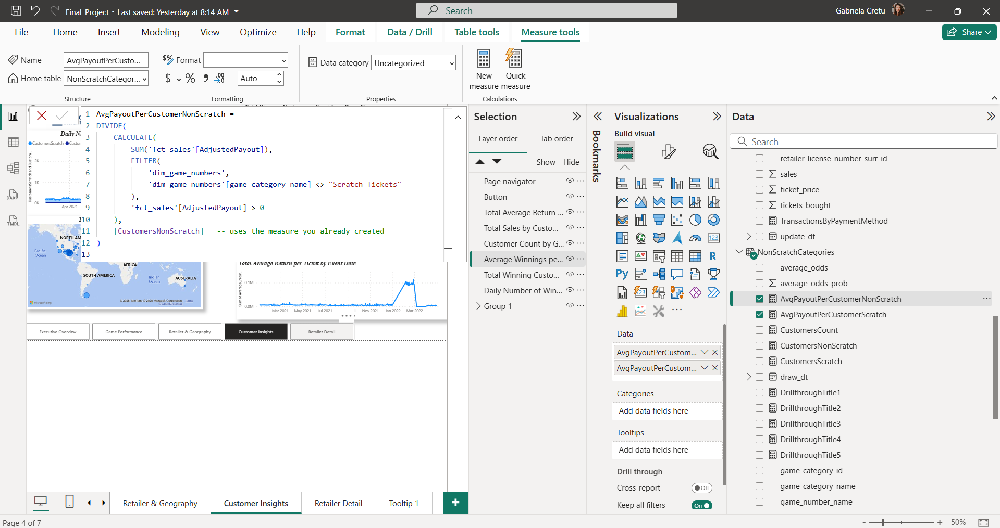 Final_Project • Last saved: Yesterday at 8:14 AM
Search
Gabriela Cretu
File
Home
Insert
Modeling
View
Optimize
Help
Format
Data / Drill
Table tools
Measure tools
Share
Name
AvgPayoutPerCusto...
Home table
NonScratchCategor...
Structure
Format
$ % Auto
Formatting
Data category
Uncategorized
Properties
New measure
Quick measure
Calculations
1 AvgPayoutPerCustomerNonScratch =
2 DIVIDE(
3 CALCULATE(
4 SUM('fct_sales'[AdjustedPayout]),
5 FILTER(
6 'dim_game_numbers',
7 'dim_game_numbers'[game_category_name] <> "Scratch Tickets"
8 ),
9 'fct_sales'[AdjustedPayout] > 0
10 ),
11 [CustomersNonScratch] -- uses the measure you already created
12 )
13
Daily N
CustomersScratch Custor
CustomersScratch and Custom...
2K
1K
0K
Apr 2021
NORTH AM
Pacific Ocean
AFRICA
SOUTH AMERICA
Indian Ocean
AUSTRALIA
Microsoft Bing
© 2025 TomTom, © 2025 Microsoft Corporation, Terms
© OpenStreetMap
Total Average Return per Ticket by Event Date
Sum of average_retur...
0.1M
0.0M
Mar 2021 May 2021 Jul 2021 Nov 2021 Jan 2022 Mar 2022
Executive Overview
Game Performance
Retailer & Geography
Customer Insights
Retailer Detail
Selection
Layer order
Tab order
Show
Hide
Page navigator
Button
Total Average Return ...
Total Sales by Custo...
Customer Count by G...
Average Winnings pe...
Total Winning Custo...
Daily Number of Win...
Group 1
Bookmarks
Visualizations
Build visual
123
R
Py
123
Data
AvgPayoutPerCustom...
AvgPayoutPerCustom...
Categories
Add data fields here
Tooltips
Add data fields here
Drill through
Cross-report
Off
Keep all filters
On
Data
Search
retailer_license_number_surr_id
sales
ticket_price
tickets_bought
TransactionsByPaymentMethod
update_dt
NonScratchCategories
average_odds
average_odds_prob
AvgPayoutPerCustomerNonScratch
AvgPayoutPerCustomerScratch
CustomersCount
CustomersNonScratch
CustomersScratch
draw_dt
DrillthroughTitle1
DrillthroughTitle2
DrillthroughTitle3
DrillthroughTitle4
DrillthroughTitle5
game_category_id
game_category_name
game_number_name
DAX
TMDL
Retailer & Geography
Customer Insights
Retailer Detail
Tooltip 1
Page 4 of 7
- + 50%